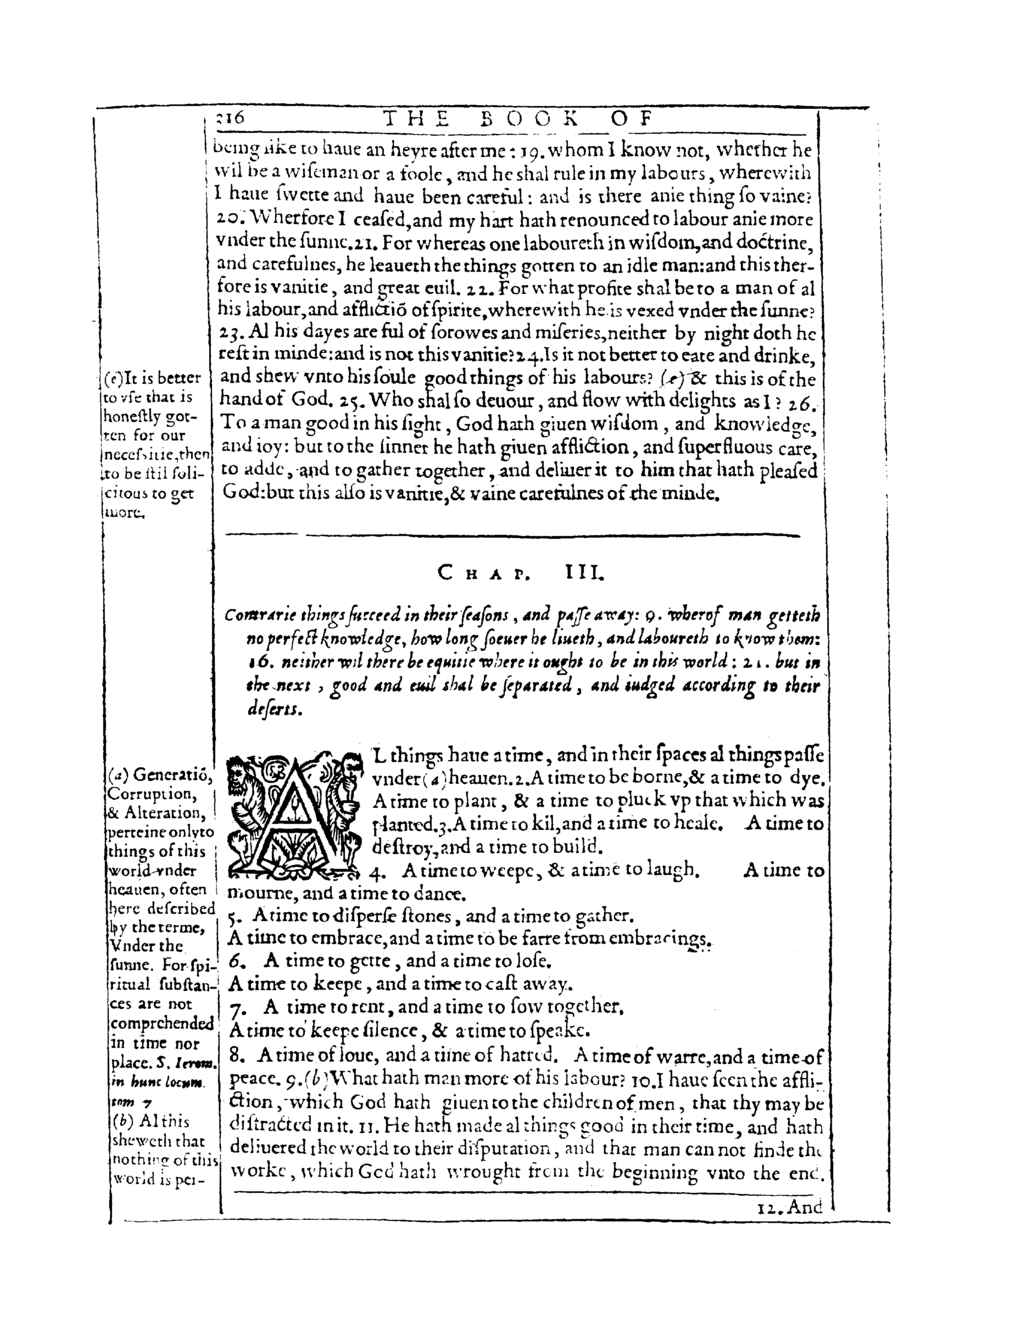 216 THE BOOK OF
being like to haue an heyre after me: 19. whom I know not, whether he
wil be a wiseman or a foole, and he shal rule in my labours, wherewith
I haue swette and haue been careful: and is there anie thing so vaine?
20. Wherfore I ceased, and my hart hath renounced to labour anie more
vnder the sunne. 21. For whereas one laboureth in wisdom, and doctrine,
and carefulnes, he leaueth the things gotten to an idle man: and this ther-
fore is vanitie, and great euil. 22. For what profite shal be to a man of al
his labour, and afflictiõ of spirite, wherewith he is vexed vnder the sunne?
23. Al his dayes are ful of sorowes and miseries, neither by night doth he
rest in minde: and is not this vanitie? 24. Is it not better to eate and drinke,
and shew vnto his soule good things of his labours? (e) & this is of the
hand of God. 25. Who shal so deuour, and flow with delights as I? 26.
To a man good in his sight, God hath giuen wisdom, and knowledge,
and ioy: but to the sinner he hath giuen affliction, and superfluous care,
to adde, and to gather together, and deliuer it to him that hath pleased
God: but this also is vanitie, & vaine carefulnes of the minde.
(e) It is better
to vse that is
honestly got-
ten for our
necessitie, then
to be stil soli-
citous to get
more.
CHAP. III.
Contrarie things succeed in their seasons, and passe away: 9. wherof man getteth
no perfect knowledge, how long soeuer he liueth, and laboureth to know them:
16. neither wil there be equitie where it ought to be in this world: 21. but in
the next, good and euil shal be separated, and iudged according to their
deserts.
AL things haue a time, and in their spaces al things passe
vnder (a) heauen. 2. A time to be borne, & a time to dye.
A time to plant, & a time to pluck vp that which was
planted. 3. A time to kil, and a time to heale. A time to
destroy, and a time to build.
4. A time to weepe, & a time to laugh. A time to
mourne, and a time to dance.
5. A time to disperse stones, and a time to gather.
A time to embrace, and a time to be farre from embracings.
6. A time to gette, and a time to lose.
A time to keepe, and a time to cast away.
7. A time to rent, and a time to sow together.
A time to keepe silence, & a time to speake.
8. A time of loue, and a time of hatred. A time of warre, and a time of
peace. 9. (b) What hath man more of his labour? 10. I haue seen the affli-
ction, which God hath giuen to the children of men, that thy may be
distracted in it. 11. He hath made al things good in their time, and hath
deliuered the world to their disputation, and that man can not finde the
worke, which God hath wrought from the beginning vnto the end.
(a) Generatiõ,
Corruption,
& Alteration,
perteine only to
things of this
world vnder
heauen, often
here described
by the terme,
Vnder the
sunne. For spi-
ritual substan-
ces are not
comprehended
in time nor
place. S. Ierom.
in hunc locum.
tom 7
(b) Al this
sheweth that
nothing of this
world is per-
12. And